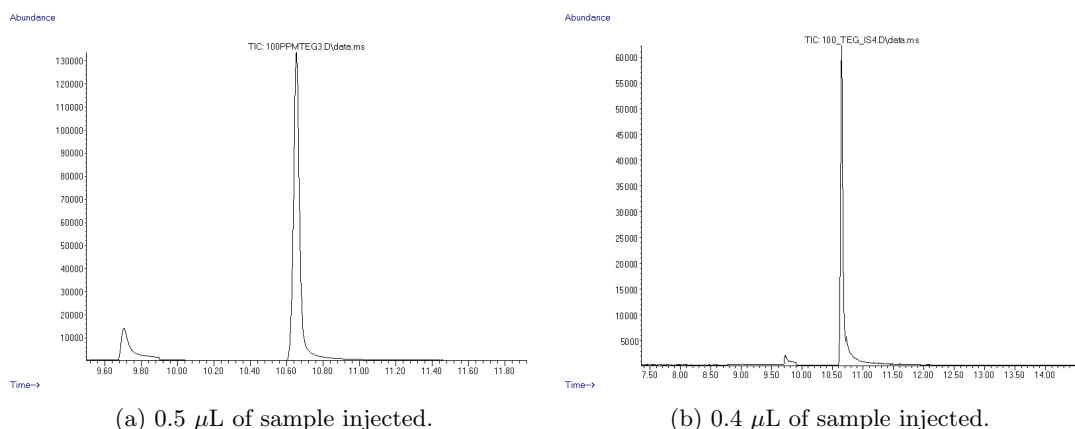 Abundance
TIC: 100PPMTEG3.D\data.ms
130000
120000
110000
100000
90000
80000
70000
60000
50000
40000
30000
20000
10000
9.60 9.80 10.00 10.20 10.40 10.60 10.80 11.00 11.20 11.40 11.60 11.80
Time-->
(a) 0.5 μL of sample injected.
Abundance
TIC: 100_TEG_IS4.D\data.ms
60000
55000
50000
45000
40000
35000
30000
25000
20000
15000
10000
5000
7.50 8.00 8.50 9.00 9.50 10.00 10.50 11.00 11.50 12.00 12.50 13.00 13.50 14.00
Time-->
(b) 0.4 μL of sample injected.